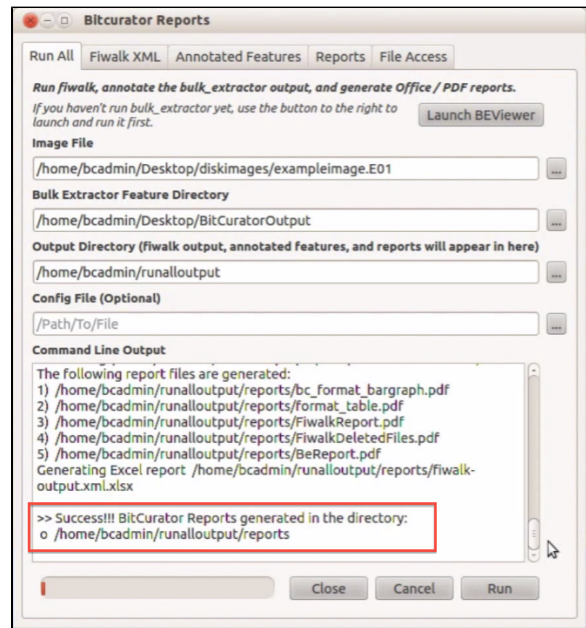 Bitcurator Reports
Run All Fiwalk XML Annotated Features Reports File Access
Run fiwalk, annotate the bulk_extractor output, and generate Office / PDF reports.
If you haven't run bulk_extractor yet, use the button to the right to
launch and run it first.
Launch BEViewer
Image File
/home/bcadmin/Desktop/diskimages/exampleimage.E01
...
Bulk Extractor Feature Directory
/home/bcadmin/Desktop/BitCuratorOutput
...
Output Directory (fiwalk output, annotated features, and reports will appear in here)
/home/bcadmin/runalloutput
...
Config File (Optional)
/Path/To/File
...
Command Line Output
The following report files are generated:
1) /home/bcadmin/runalloutput/reports/bc_format_bargraph.pdf
2) /home/bcadmin/runalloutput/reports/format_table.pdf
3) /home/bcadmin/runalloutput/reports/FiwalkReport.pdf
4) /home/bcadmin/runalloutput/reports/FiwalkDeletedFiles.pdf
5) /home/bcadmin/runalloutput/reports/BeReport.pdf
Generating Excel report /home/bcadmin/runalloutput/reports/fiwalk-
output.xml.xlsx
>> Success!!! BitCurator Reports generated in the directory:
o /home/bcadmin/runalloutput/reports
Close Cancel Run